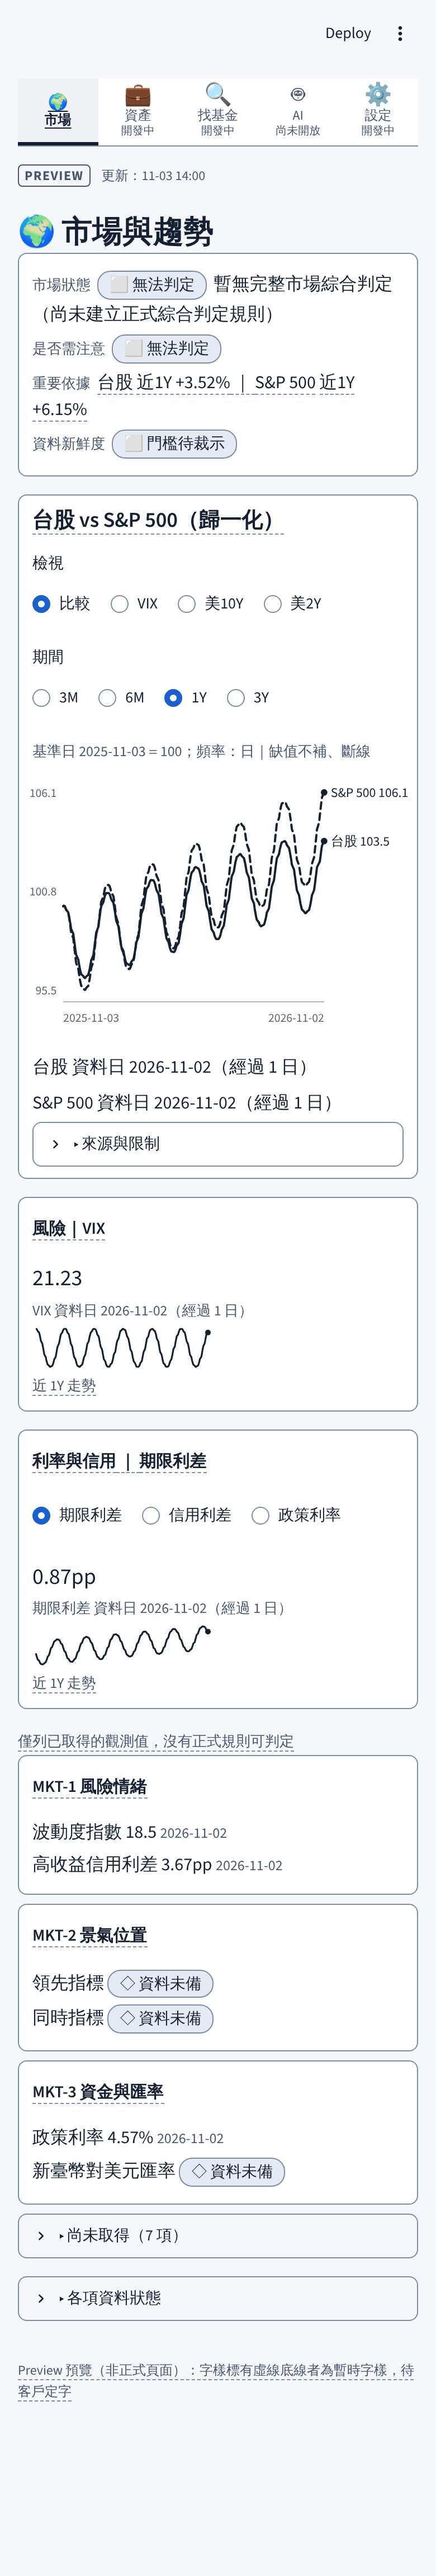 Deploy
市場
資產
開發中
找基金
開發中
AI
尚未開放
設定
開發中
PREVIEW 更新：11-03 14:00
市場與趨勢
市場狀態 無法判定 暫無完整市場綜合判定
（尚未建立正式綜合判定規則）
是否需注意 無法判定
重要依據 台股 近1Y +3.52%｜S&P 500 近1Y
+6.15%
資料新鮮度 門檻待裁示
台股 vs S&P 500（歸一化）
檢視
比較 VIX 美10Y 美2Y
期間
3M 6M 1Y 3Y
基準日 2025-11-03＝100；頻率：日｜缺值不補、斷線
106.1
S&P 500 106.1
台股 103.5
100.8
95.5
2025-11-03 2026-11-02
台股 資料日 2026-11-02（經過 1 日）
S&P 500 資料日 2026-11-02（經過 1 日）
▸ 來源與限制
風險｜VIX
21.23
VIX 資料日 2026-11-02（經過 1 日）
近 1Y 走勢
利率與信用｜期限利差
期限利差 信用利差 政策利率
0.87pp
期限利差 資料日 2026-11-02（經過 1 日）
近 1Y 走勢
僅列已取得的觀測值，沒有正式規則可判定
MKT-1 風險情緒
波動度指數 18.5 2026-11-02
高收益信用利差 3.67pp 2026-11-02
MKT-2 景氣位置
領先指標 ◇ 資料未備
同時指標 ◇ 資料未備
MKT-3 資金與匯率
政策利率 4.57% 2026-11-02
新臺幣對美元匯率 ◇ 資料未備
▸ 尚未取得（7 項）
▸ 各項資料狀態
Preview 預覽（非正式頁面）：字樣標有虛線底線者為暫時字樣，待
客戶定字